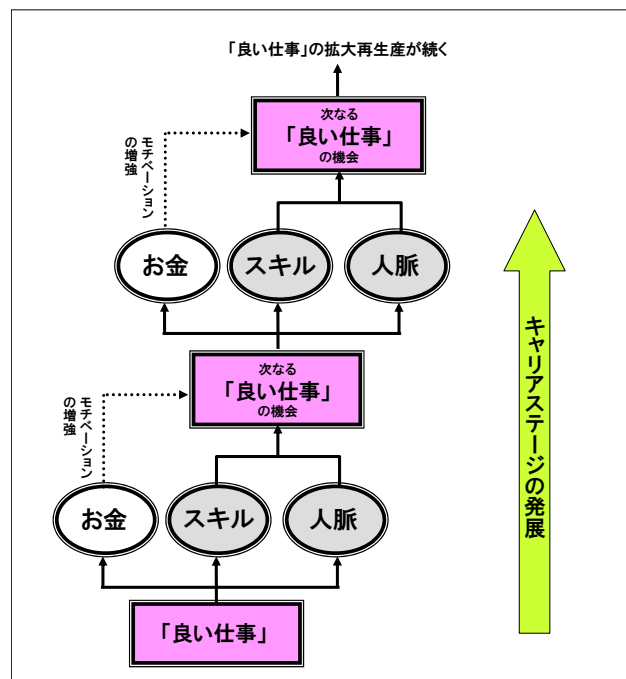 「良い仕事」の拡大再生産が続く
次なる
「良い仕事」
の機会
モチベーション
の増強
お金
スキル
人脈
次なる
「良い仕事」
の機会
モチベーション
の増強
お金
スキル
人脈
「良い仕事」
キャリアステージの発展